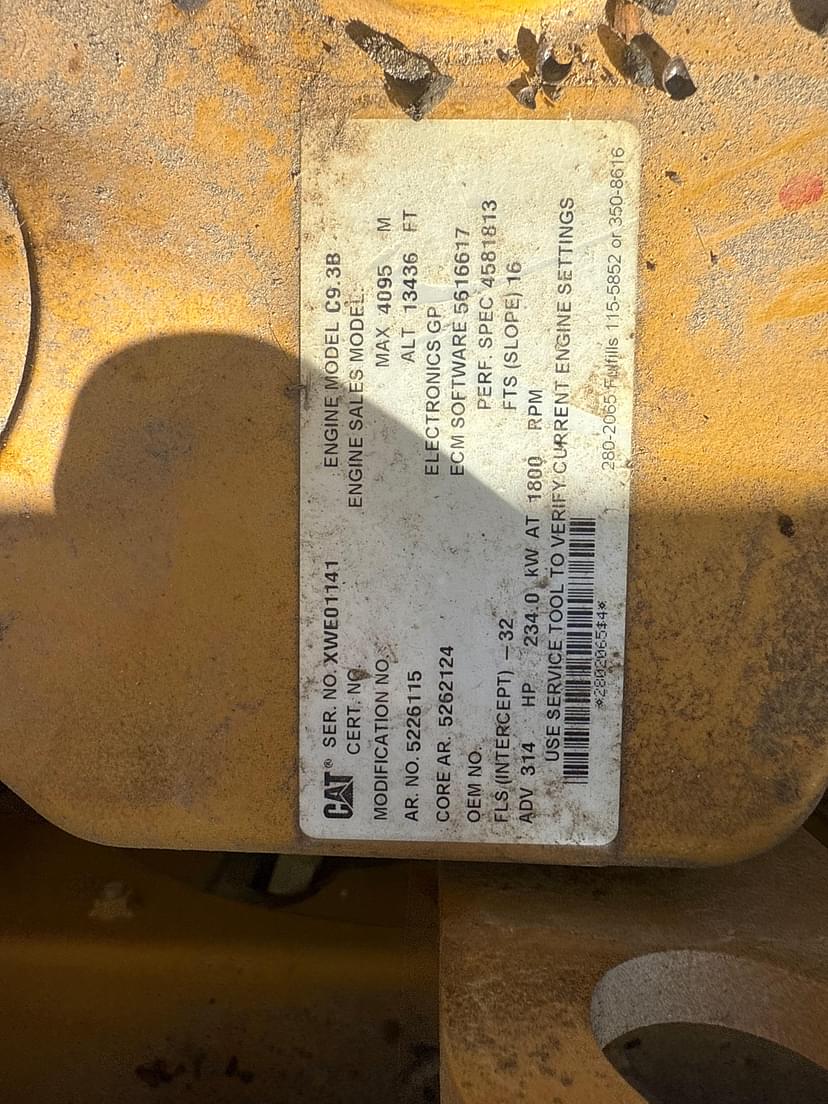 CAT® SER. NO. XWE01141 ENGINE MODEL C9.3B
CERT. NO. ENGINE SALES MODEL.
MODIFICATION NO. MAX 4095 M
AR. NO. 5226115 ALT 13436 FT
CORE AR. 5262124 ELECTRONICS GP
ECM SOFTWARE 5616617
OEM NO. PERF. SPEC 4581813
FLS (INTERCEPT) -32 FTS (SLOPE) 16
ADV 314 HP 234.0 kW AT 1800 RPM
USE SERVICE TOOL TO VERIFY CURRENT ENGINE SETTINGS
*2802065$4*
280-2065 Fulfills 115-5852 or 350-8616